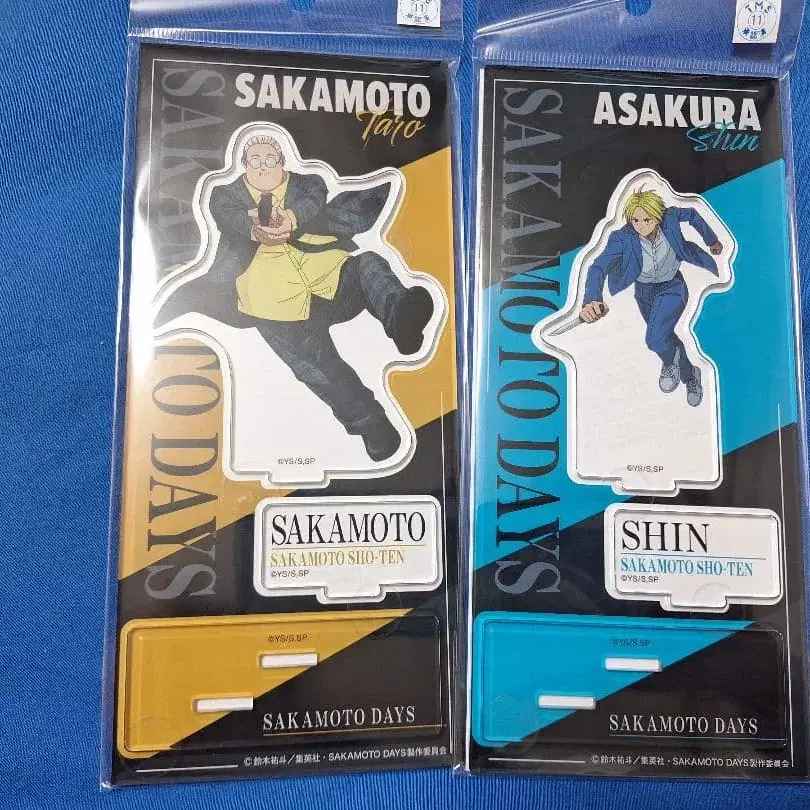 11
SAKAMOTO
Taro
SAKAMOTO DAYS
©YS/S,SP
SAKAMOTO
SAKAMOTO SHO-TEN
©YS/S,SP
©YS/S,SP
SAKAMOTO DAYS
©鈴木祐斗／集英社・SAKAMOTO DAYS製作委員会
TMS
11
ASAKURA
Shin
SAKAMOTO DAYS
©YS/S,SP
SHIN
SAKAMOTO SHO-TEN
©YS/S,SP
©YS/S,SP
SAKAMOTO DAYS
©鈴木祐斗／集英社・SAKAMOTO DAYS製作委員会